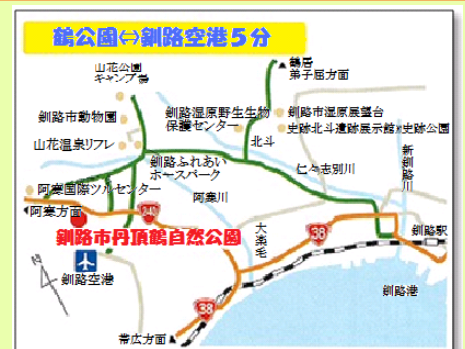 鶴公園⇔釧路空港5分
山花公園
キャンプ場
鶴居
弟子屈方面
釧路市動物園
釧路湿原野生生物
保護センター
釧路市湿原展望台
史跡北斗遺跡展示館 史跡公園
山花温泉リフレ
北斗
新釧路川
釧路ふれあい
ホースパーク
仁々志別川
阿寒国際ツルセンター
阿寒川
阿寒方面
240
釧路市丹頂鶴自然公園
大楽毛
38
釧路駅
釧路空港
釧路港
38
帯広方面